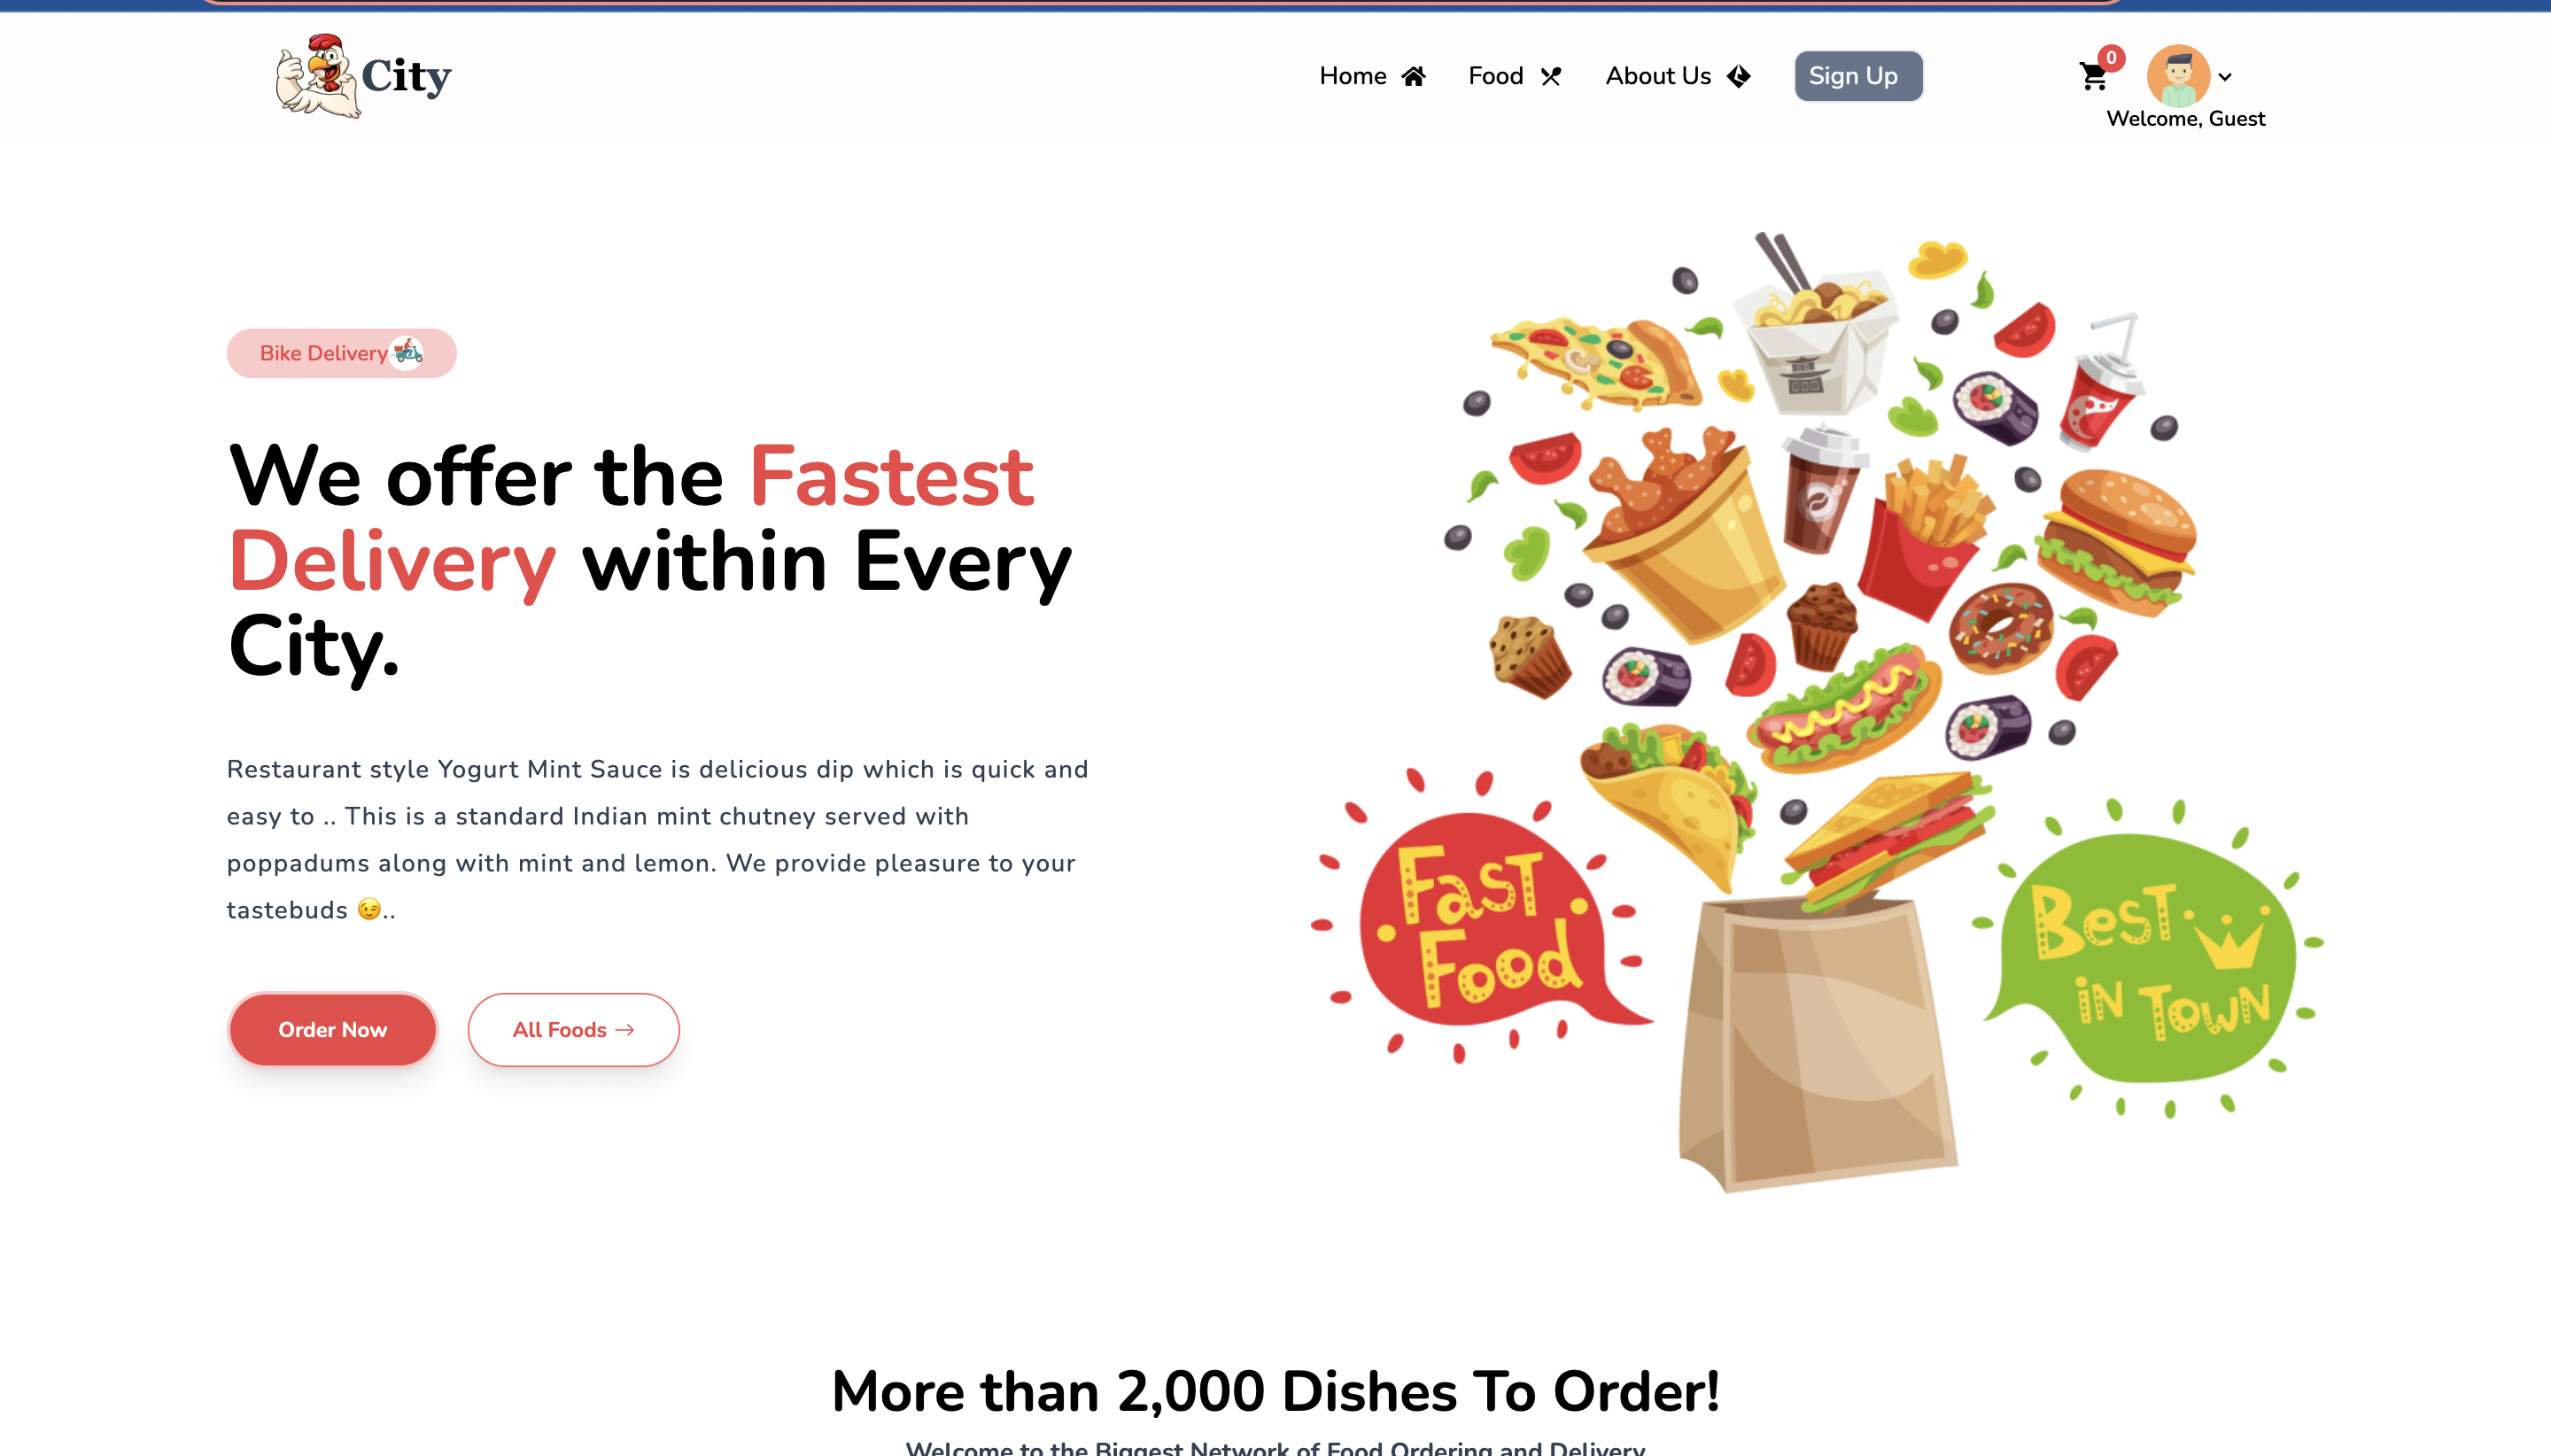 City
Home
Food
About Us
Sign Up
0
Welcome, Guest
Bike Delivery
We offer the Fastest
Delivery within Every
City.
Restaurant style Yogurt Mint Sauce is delicious dip which is quick and
easy to .. This is a standard Indian mint chutney served with
poppadums along with mint and lemon. We provide pleasure to your
tastebuds 😉..
Order Now
All Foods →
FAST
FOOD
BEST
IN TOWN
More than 2,000 Dishes To Order!
Welcome to the Biggest Network of Food Ordering and Delivery